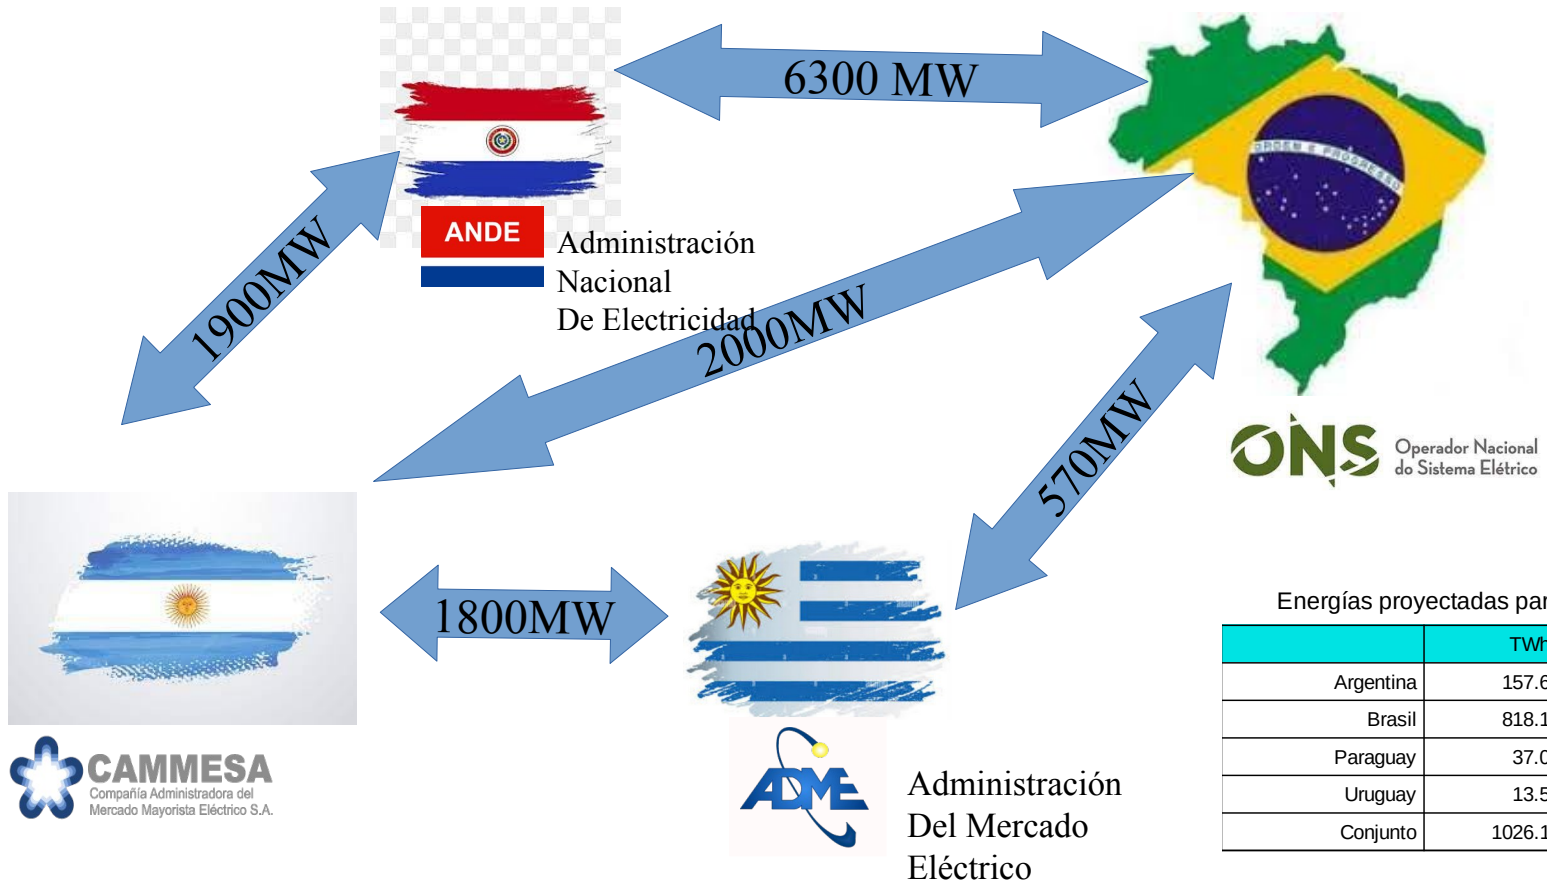 6300 MW
ORDEN E PROGRESSO
ANDE
Administración
Nacional
De Electricidad
1900MW
2000MW
570MW
ONS
Operador Nacional
do Sistema Elétrico
1800MW
CAMMESA
Compañía Administradora del
Mercado Mayorista Eléctrico S.A.
ADME
Administración
Del Mercado
Eléctrico
Energías proyectadas par
TWh
Argentina 157.6
Brasil 818.1
Paraguay 37.0
Uruguay 13.5
Conjunto 1026.1